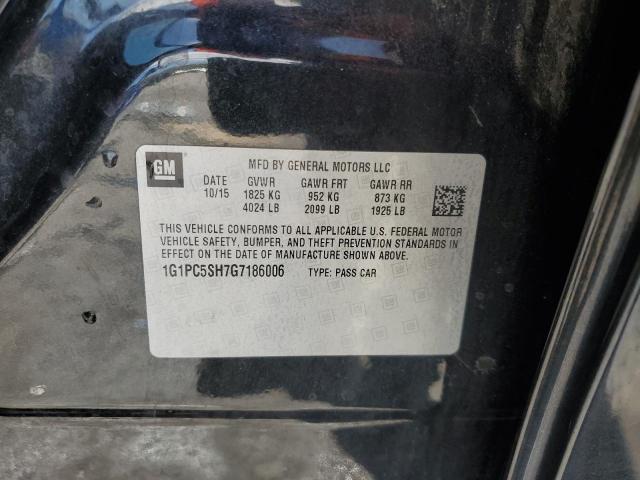 GM
MFD BY GENERAL MOTORS LLC
DATE GVWR GAWR FRT GAWR RR
10/15 1825 KG 952 KG 873 KG
4024 LB 2099 LB 1925 LB
THIS VEHICLE CONFORMS TO ALL APPLICABLE U.S. FEDERAL MOTOR
VEHICLE SAFETY, BUMPER, AND THEFT PREVENTION STANDARDS IN
EFFECT ON THE DATE OF MANUFACTURE SHOWN ABOVE.
1G1PC5SH7G7186006 TYPE: PASS CAR